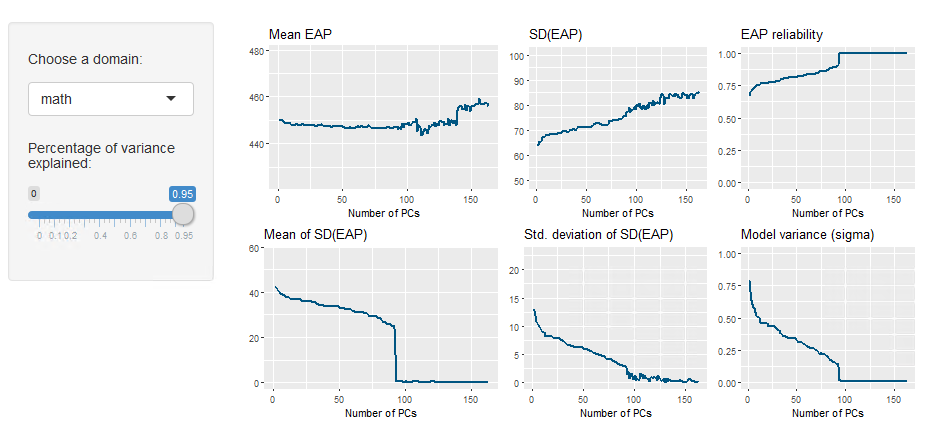 Choose a domain:
math
Percentage of variance
explained:
0
0.95
0 0.1 0.2 0.4 0.6 0.8 0.95
Mean EAP
480
460
440
0 50 100 150
Number of PCs
SD(EAP)
100
90
80
70
60
50
0 50 100 150
Number of PCs
EAP reliability
1.00
0.75
0.50
0.25
0.00
0 50 100 150
Number of PCs
Mean of SD(EAP)
60
40
20
0
0 50 100 150
Number of PCs
Std. deviation of SD(EAP)
20
15
10
5
0
0 50 100 150
Number of PCs
Model variance (sigma)
1.00
0.75
0.50
0.25
0.00
0 50 100 150
Number of PCs